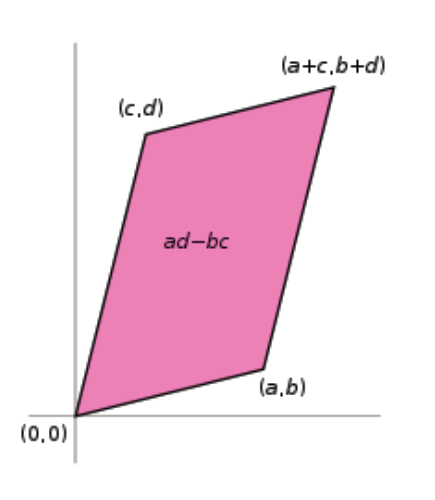 (a+c,b+d)
(c,d)
ad−bc
(a,b)
(0,0)